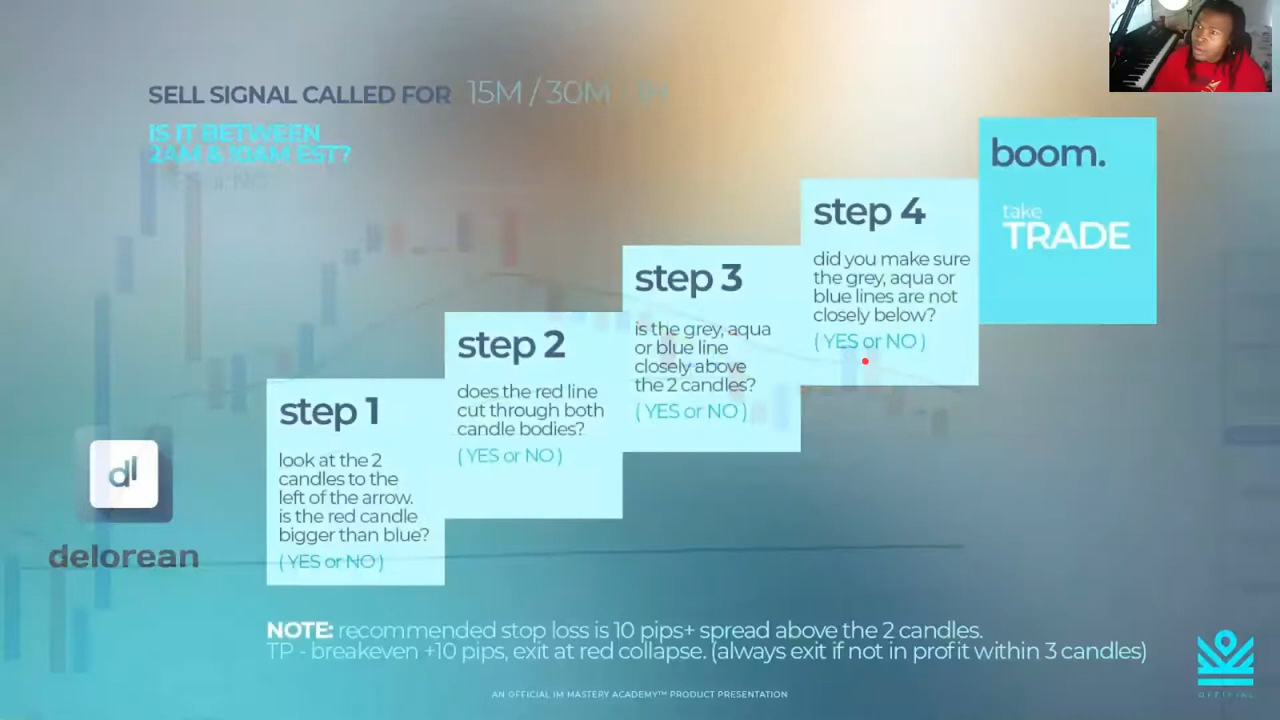 SELL SIGNAL CALLED FOR 15M / 30M / 1H
IS IT BETWEEN
2AM & 10AM EST?
boom.
take
TRADE
step 4
did you make sure
the grey, aqua or
blue lines are not
closely below?
( YES or NO )
step 3
is the grey, aqua
or blue line
closely above
the 2 candles?
( YES or NO )
step 2
does the red line
cut through both
candle bodies?
( YES or NO )
step 1
look at the 2
candles to the
left of the arrow.
is the red candle
bigger than blue?
( YES or NO )
dl
delorean
NOTE: recommended stop loss is 10 pips+ spread above the 2 candles.
TP - breakeven +10 pips, exit at red collapse. (always exit if not in profit within 3 candles)
AN OFFICIAL IM MASTERY ACADEMY™ PRODUCT PRESENTATION
OFFICIAL